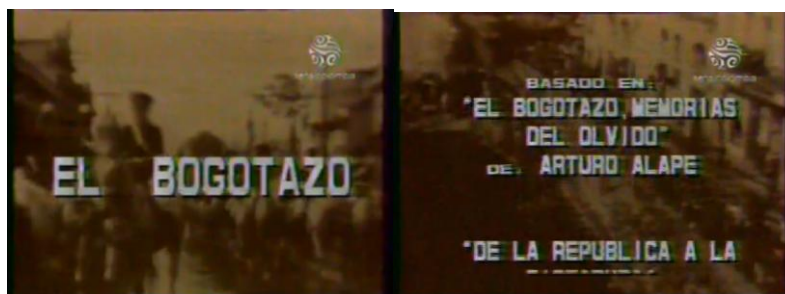 EL BOGOTAZO
BASADO EN:
"EL BOGOTAZO, MEMORIAS
DEL OLVIDO"
DE: ARTURO ALAPE
"DE LA REPUBLICA A LA